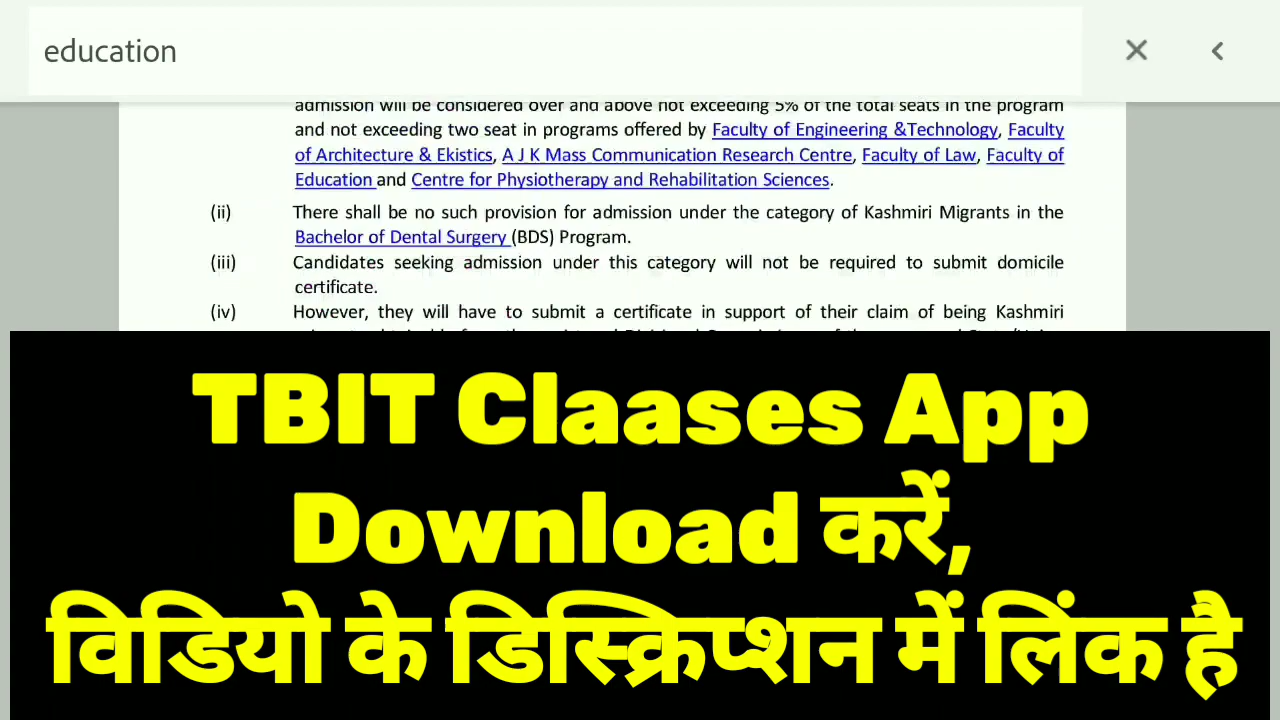 education
admission will be considered over and above not exceeding 5% of the total seats in the program
and not exceeding two seat in programs offered by Faculty of Engineering &Technology, Faculty
of Architecture & Ekistics, A J K Mass Communication Research Centre, Faculty of Law, Faculty of
Education and Centre for Physiotherapy and Rehabilitation Sciences.
(ii) There shall be no such provision for admission under the category of Kashmiri Migrants in the
Bachelor of Dental Surgery (BDS) Program.
(iii) Candidates seeking admission under this category will not be required to submit domicile
certificate.
(iv) However, they will have to submit a certificate in support of their claim of being Kashmiri
TBIT Claases App
Download करें,
विडियो के डिस्क्रिप्शन में लिंक है